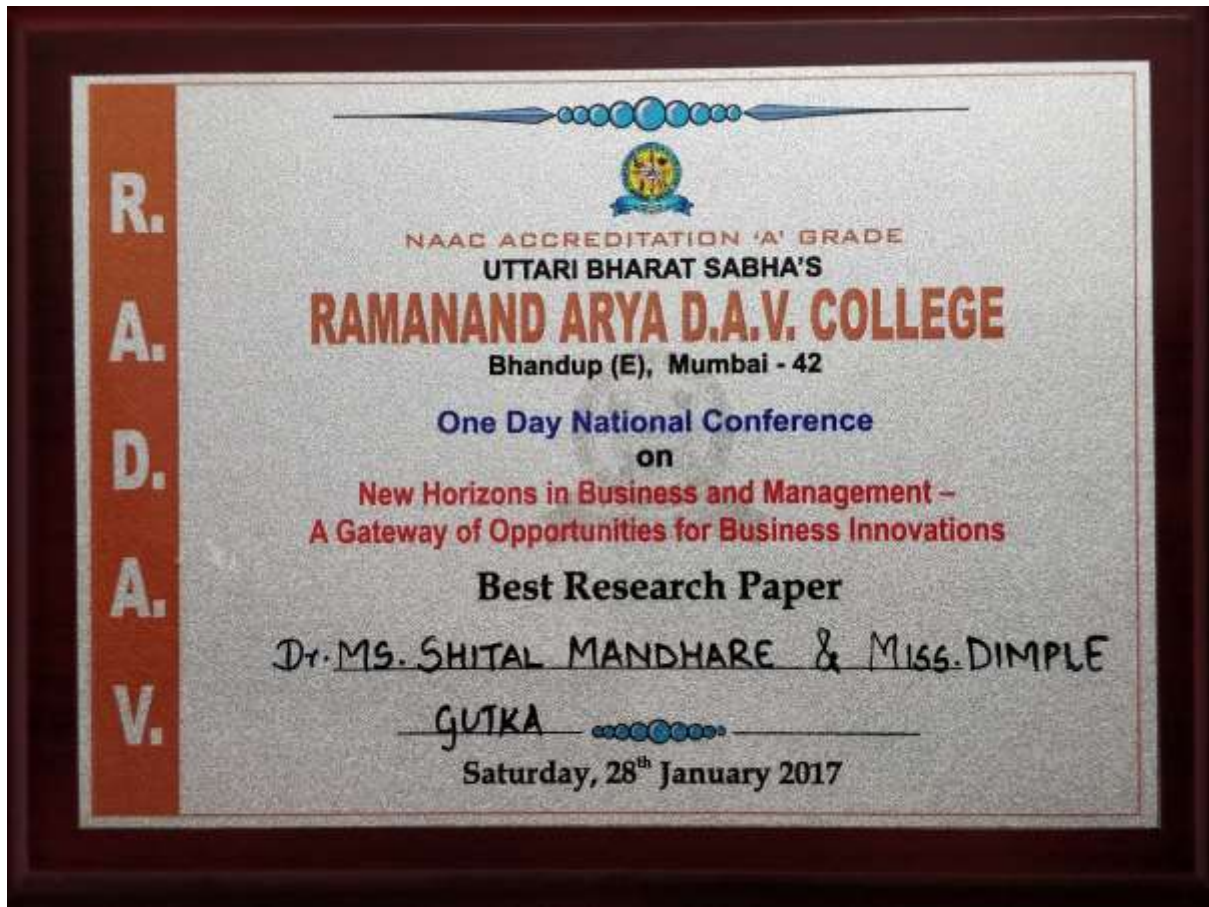 R.
A.
D.
A.
V.
NAAC ACCREDITATION 'A' GRADE
UTTARI BHARAT SABHA'S
RAMANAND ARYA D.A.V. COLLEGE
Bhandup (E), Mumbai - 42
One Day National Conference
on
New Horizons in Business and Management –
A Gateway of Opportunities for Business Innovations
Best Research Paper
Dr. MS. SHITAL MANDHARE & MISS. DIMPLE
GUTKA
Saturday, 28th January 2017